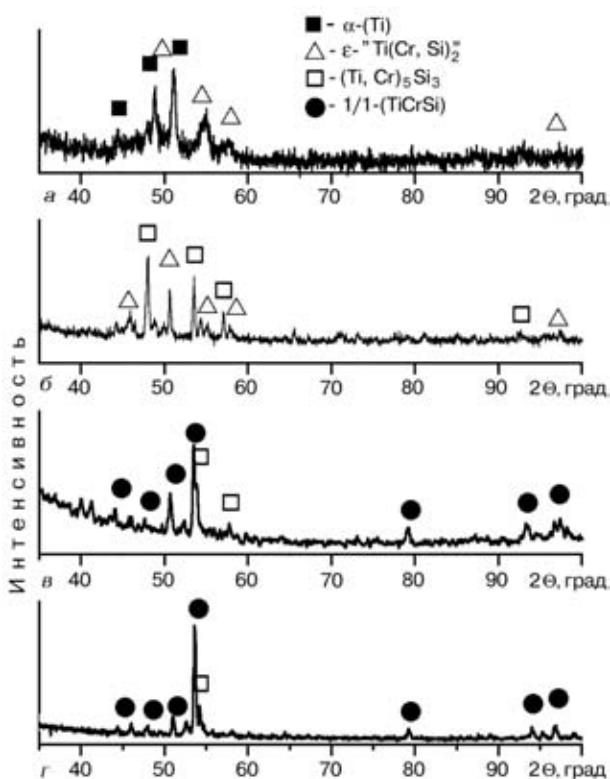 - α-(Ti)
- ε-"Ti(Cr, Si)₂"
- (Ti, Cr)₅Si₃
- 1/1-(TiCrSi)
а 40 50 60 70 80 90 2Θ, град.
б 40 50 60 70 80 90 2Θ, град.
в 40 50 60 70 80 90 2Θ, град.
г 40 50 60 70 80 90 2Θ, град.
Интенсивность